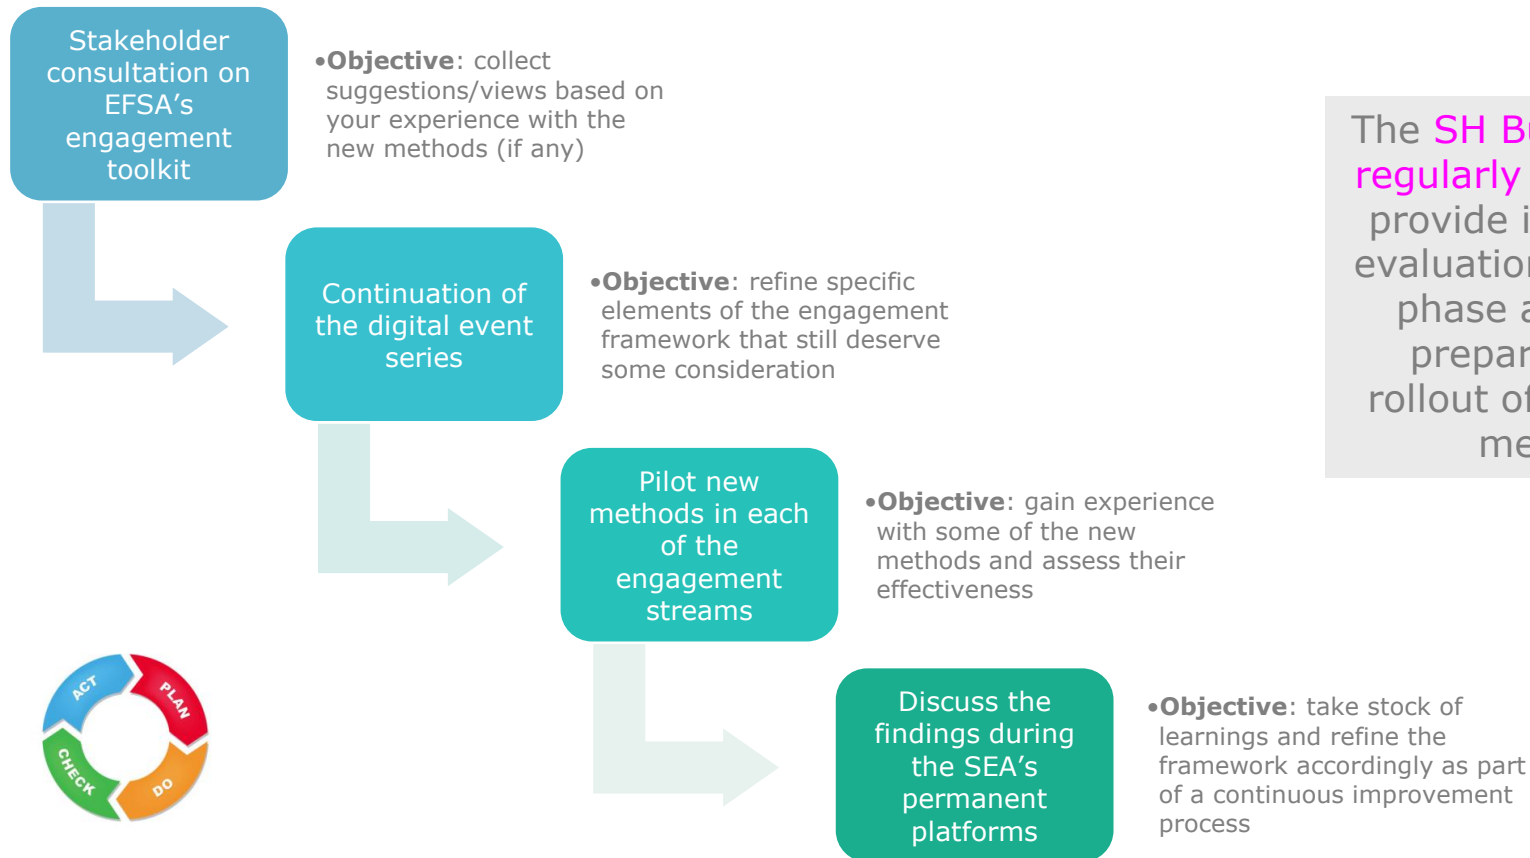 Stakeholder
consultation on
EFSA’s
engagement
toolkit
•Objective: collect
suggestions/views based on
your experience with the
new methods (if any)
The SH
regularly
provide
phase
rollout
Continuation of
the digital event
series
•Objective: refine specific
elements of the engagement
framework that still deserve
some consideration
Pilot new
methods in each
of the
engagement
streams
•Objective: gain experience
with some of the new
methods and assess their
effectiveness
Discuss the
findings during
the SEA’s
permanent
platforms
•Objective: take stock of
learnings and refine the
framework accordingly as part
of a continuous improvement
process
ACT
PLAN
CHECK
DO